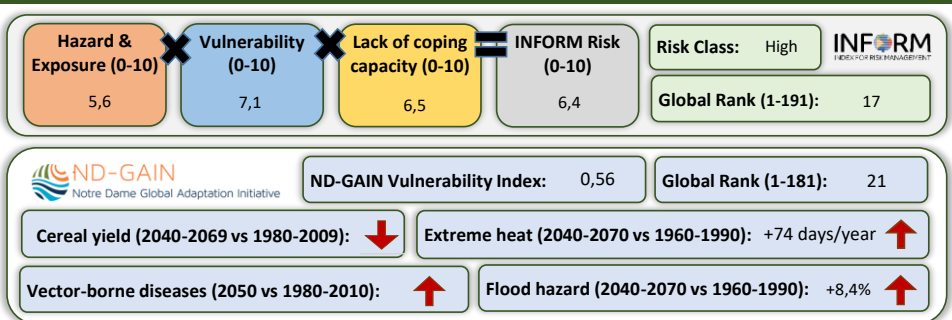 Hazard &
Exposure (0-10)
5,6
Vulnerability
(0-10)
7,1
Lack of coping
capacity (0-10)
6,5
INFORM Risk
(0-10)
6,4
Risk Class: High
INFORM
INDEX FOR RISK MANAGEMENT
Global Rank (1-191): 17
ND-GAIN
Notre Dame Global Adaptation Initiative
ND-GAIN Vulnerability Index: 0,56
Global Rank (1-181): 21
Cereal yield (2040-2069 vs 1980-2009):
Extreme heat (2040-2070 vs 1960-1990): +74 days/year
Vector-borne diseases (2050 vs 1980-2010):
Flood hazard (2040-2070 vs 1960-1990): +8,4%